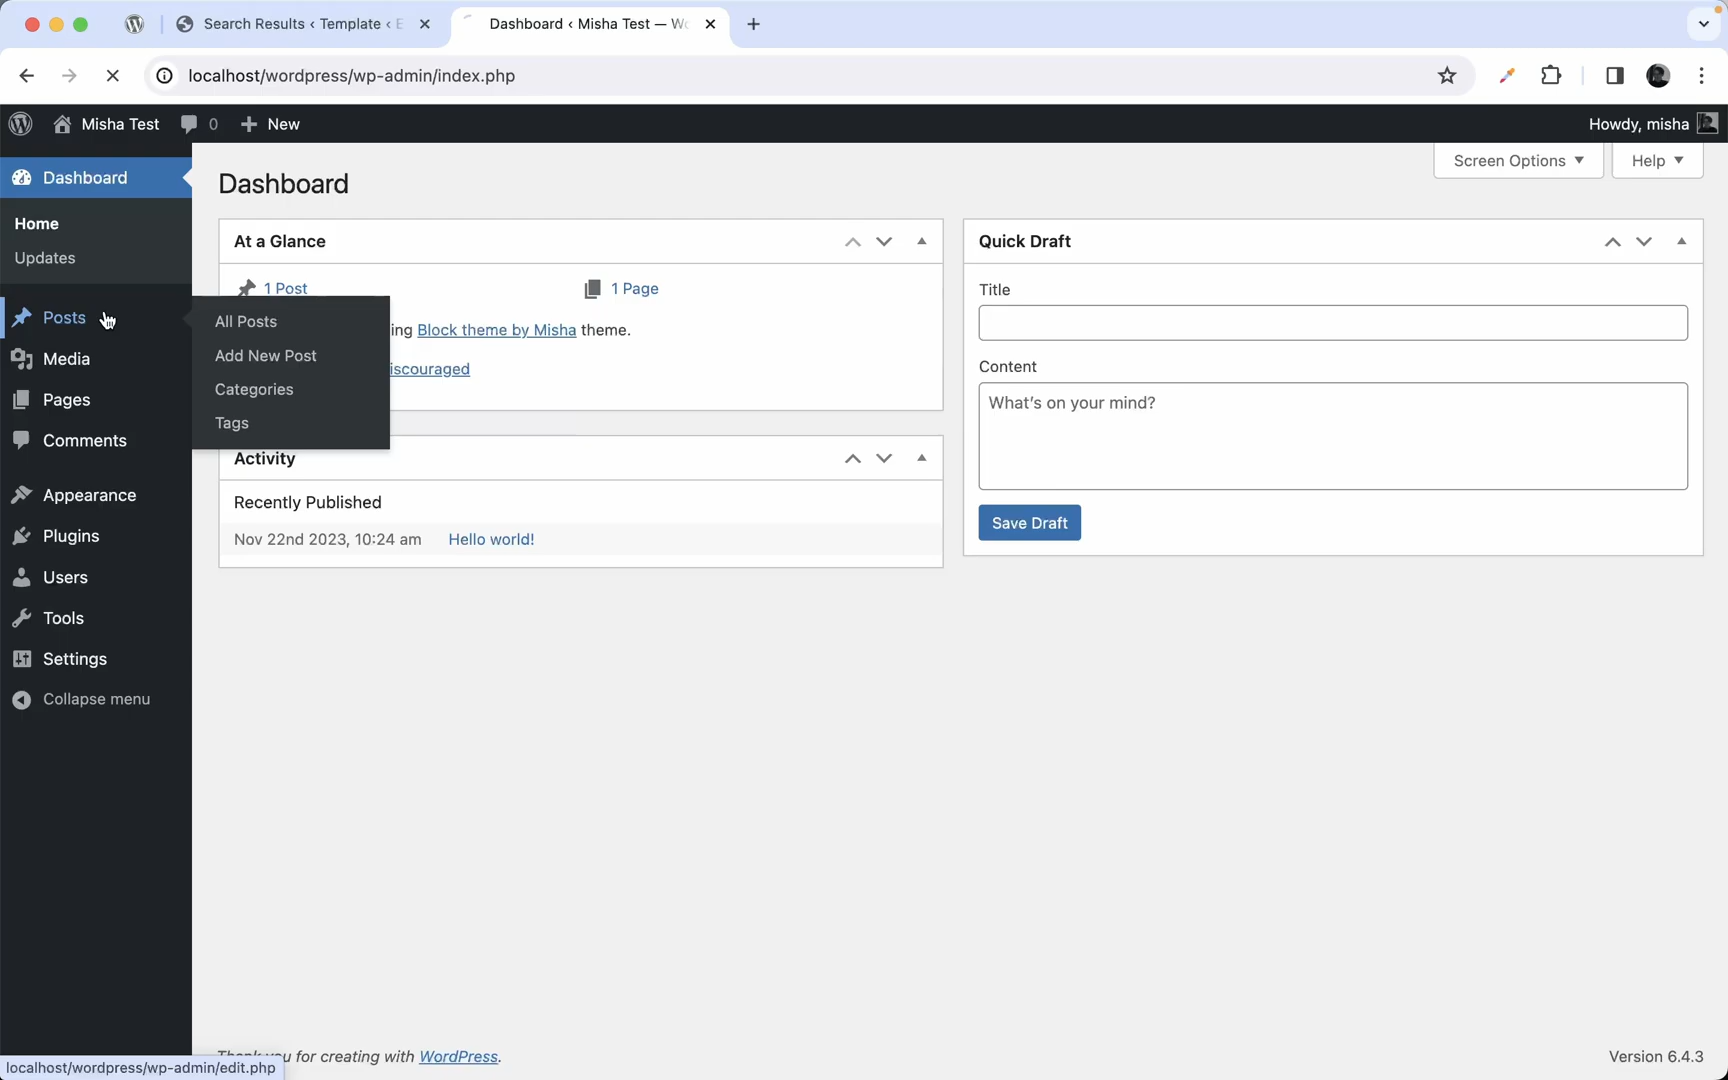 Search Results ‹ Template ‹ E
Dashboard ‹ Misha Test — Wo
localhost/wordpress/wp-admin/index.php
Misha Test
0
New
Howdy, misha
Dashboard
Home
Updates
Posts
Media
Pages
Comments
Appearance
Plugins
Users
Tools
Settings
Collapse menu
All Posts
Add New Post
Categories
Tags
Screen Options
Help
Dashboard
At a Glance
1 Post
1 Page
ing Block theme by Misha theme.
iscouraged
Activity
Recently Published
Nov 22nd 2023, 10:24 am
Hello world!
Quick Draft
Title
Content
What's on your mind?
Save Draft
Thank you for creating with WordPress.
Version 6.4.3
localhost/wordpress/wp-admin/edit.php